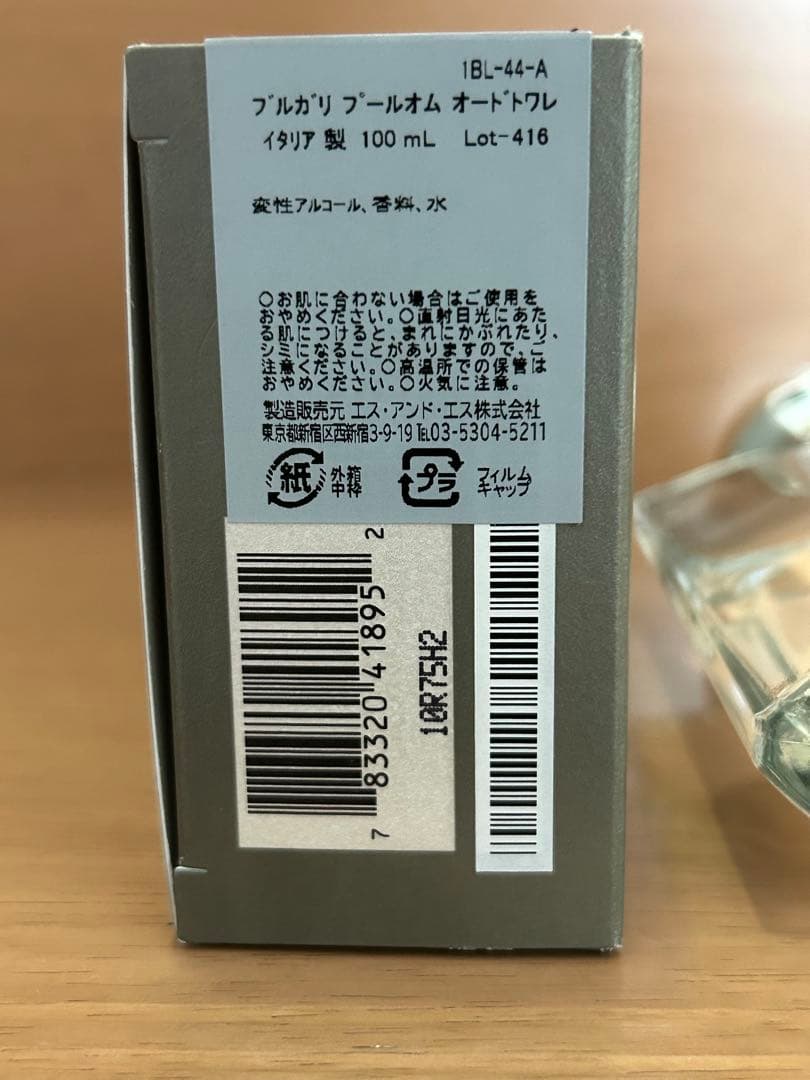 1BL-44-A
ブルガリ プールオム オードトワレ
イタリア 製 100 mL Lot-416
変性アルコール、香料、水
○お肌に合わない場合はご使用を
おやめください。○直射日光にあた
る肌につけると、まれにかぶれたり、
シミになることがありますので、ご
注意ください。○高温所での保管は
おやめください。○火気に注意。
製造販売元 エス・アンド・エス株式会社
東京都新宿区西新宿3-9-19 TEL03-5304-5211
紙 外箱
中枠
プラ フィルム
キャップ
7 83320 41895 2
10R75H2